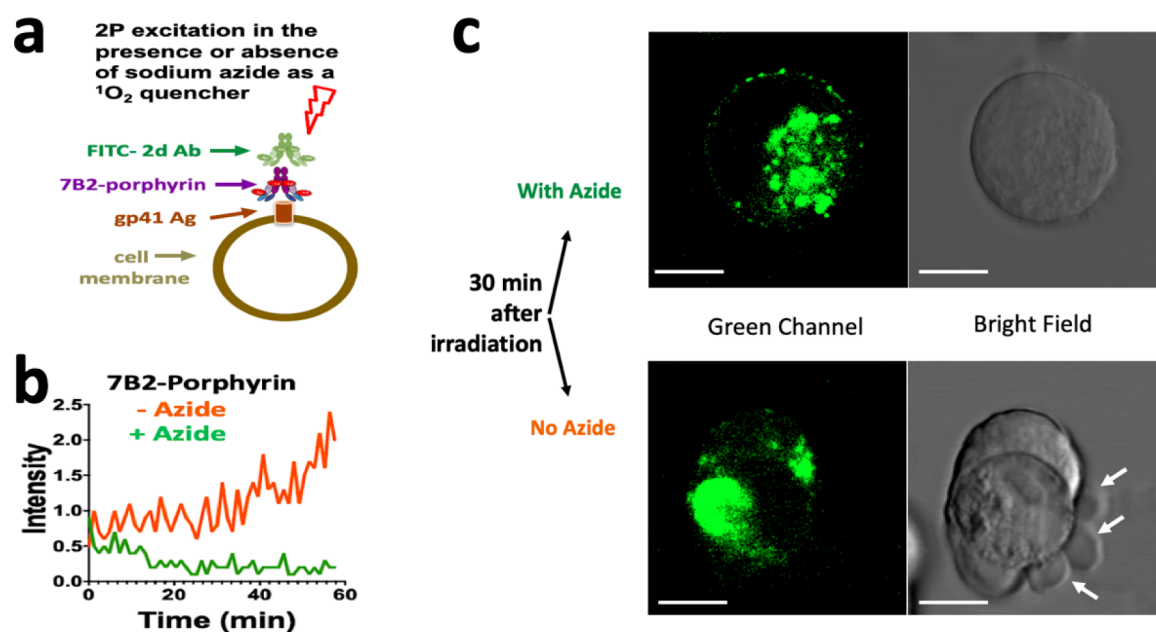 a
2P excitation in the
presence or absence
of sodium azide as a
¹O₂ quencher
FITC- 2d Ab
7B2-porphyrin
gp41 Ag
cell
membrane
b
7B2-Porphyrin
- Azide
+ Azide
Intensity
2.5
2.0
1.5
1.0
0.5
0.0
0
20
40
60
Time (min)
c
With Azide
30 min
after
irradiation
No Azide
Green Channel
Bright Field